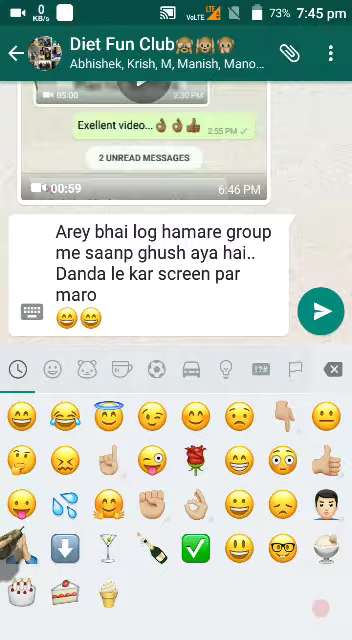 0
KB/s
VoLTE
LTE
73%
7:45 pm
Diet Fun Club🙈🙉🙊
Abhishek, Krish, M, Manish, Mano...
05:00
2:30 PM
Exellent video...👌👌👍
2:55 PM
2 UNREAD MESSAGES
00:59
6:46 PM
Arey bhai log hamare group
me saanp ghush aya hai..
Danda le kar screen par
maro
😄😄
!?#